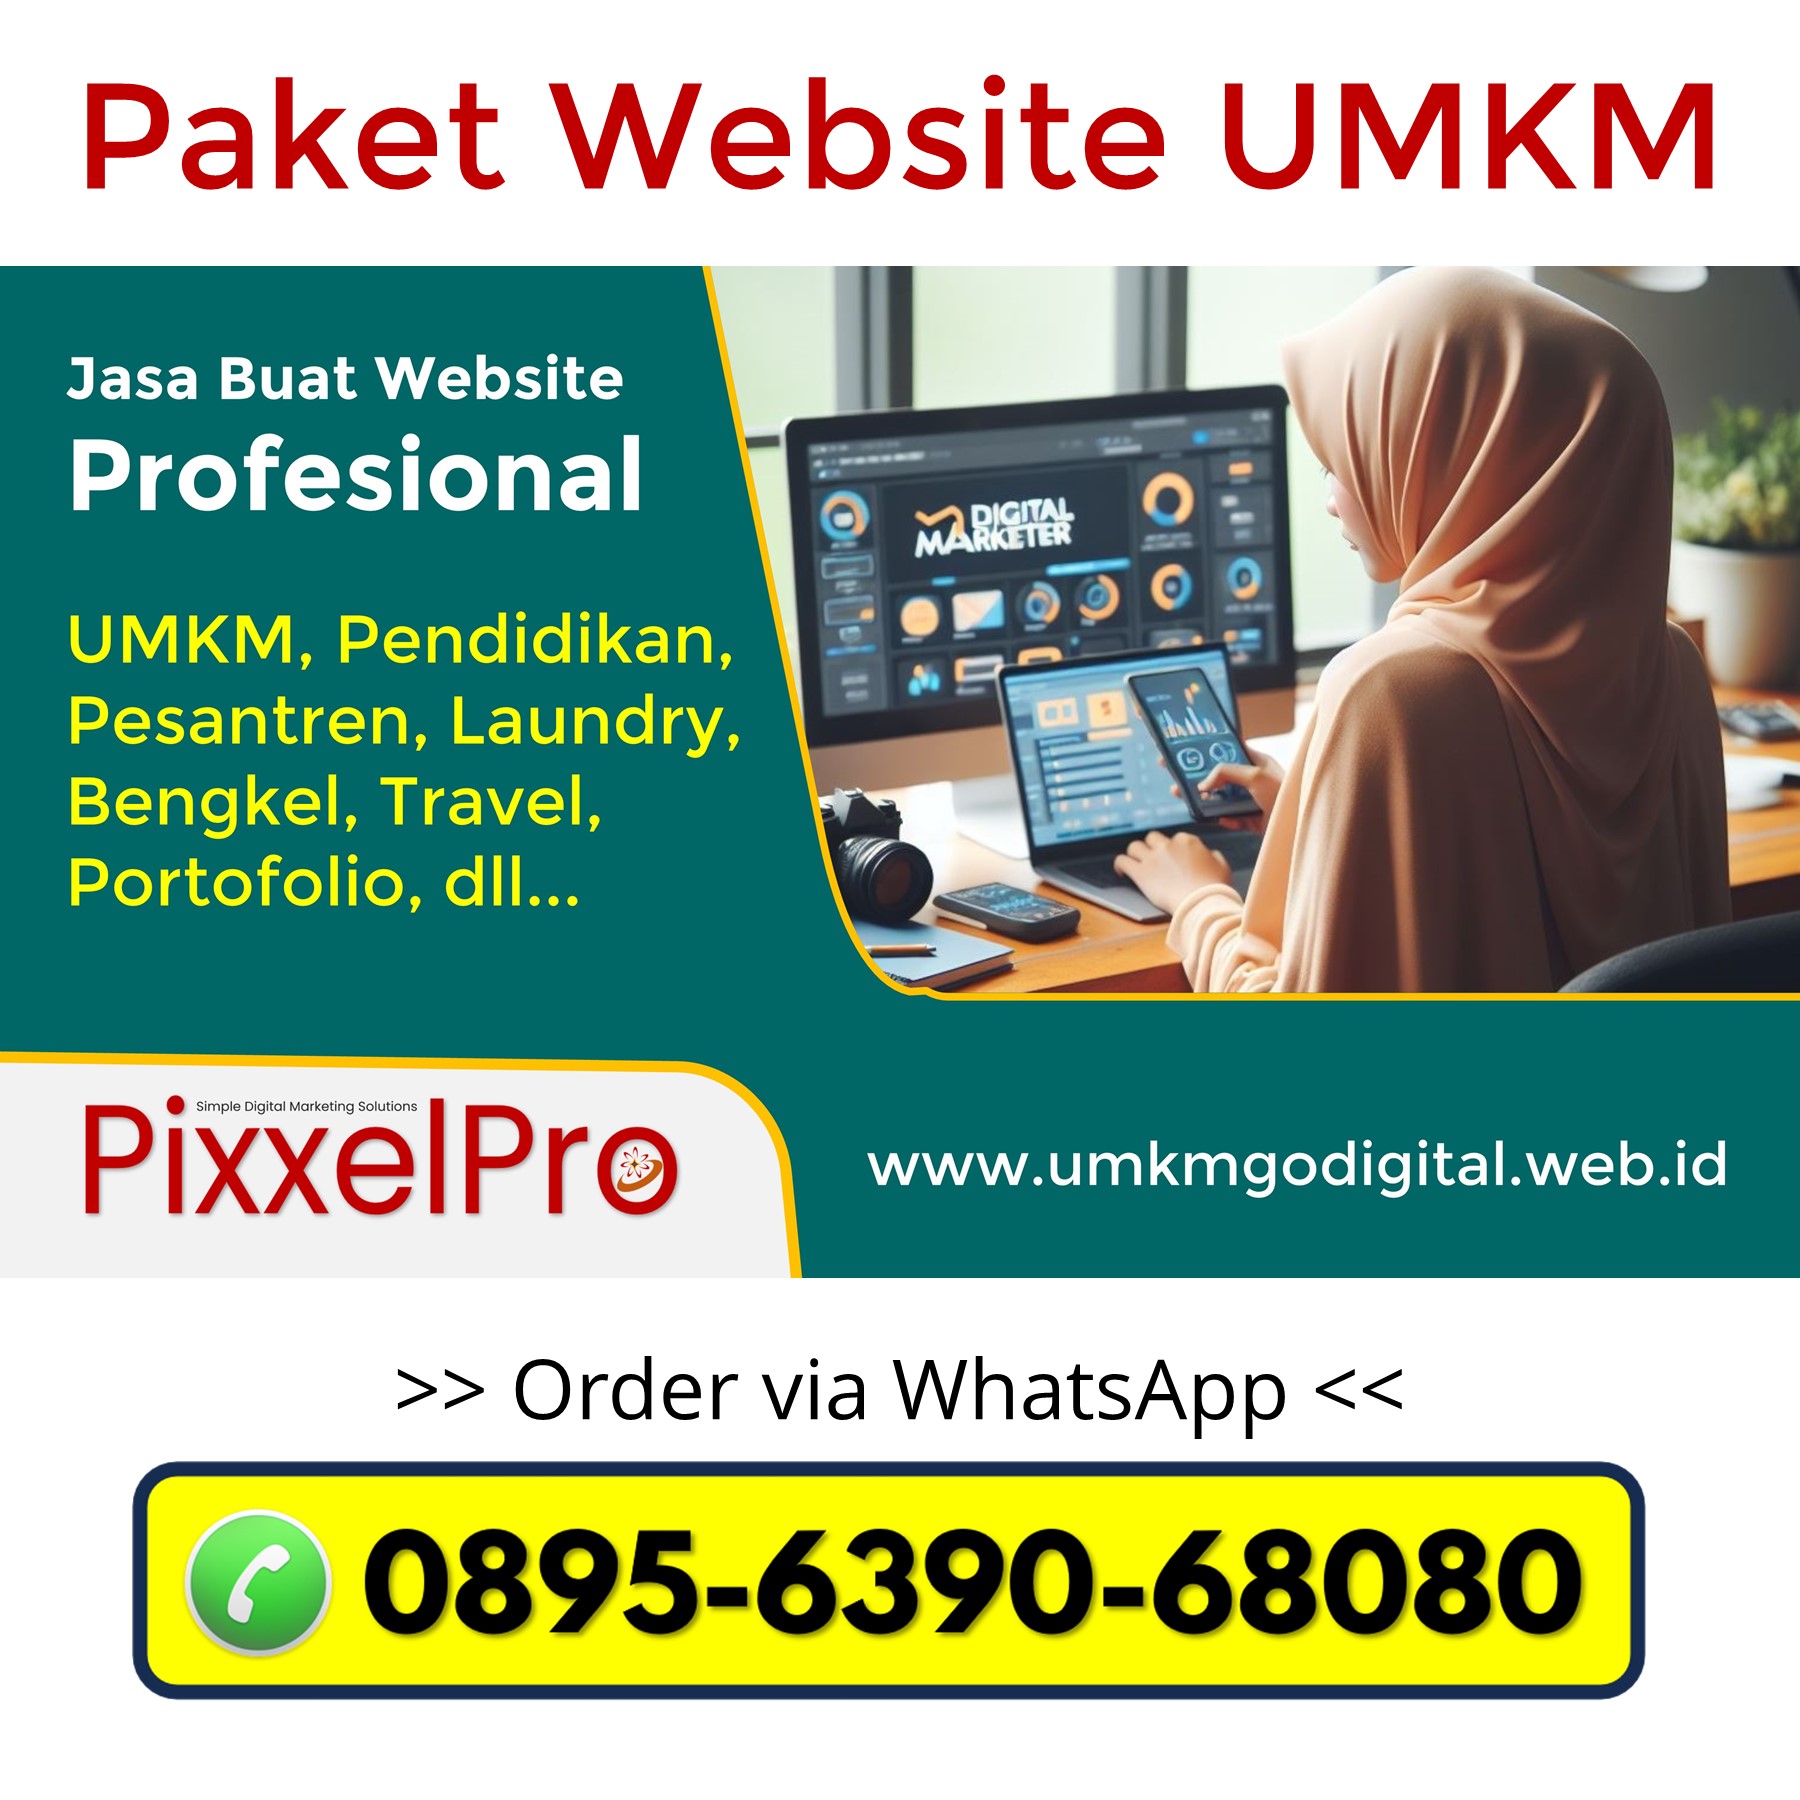 Paket Website UMKM
Jasa Buat Website
Profesional
UMKM, Pendidikan,
Pesantren, Laundry,
Bengkel, Travel,
Portofolio, dll...
DIGITAL
MARKETER
Simple Digital Marketing Solutions
PixxelPro
www.umkmgodigital.web.id
>> Order via WhatsApp <<
0895-6390-68080